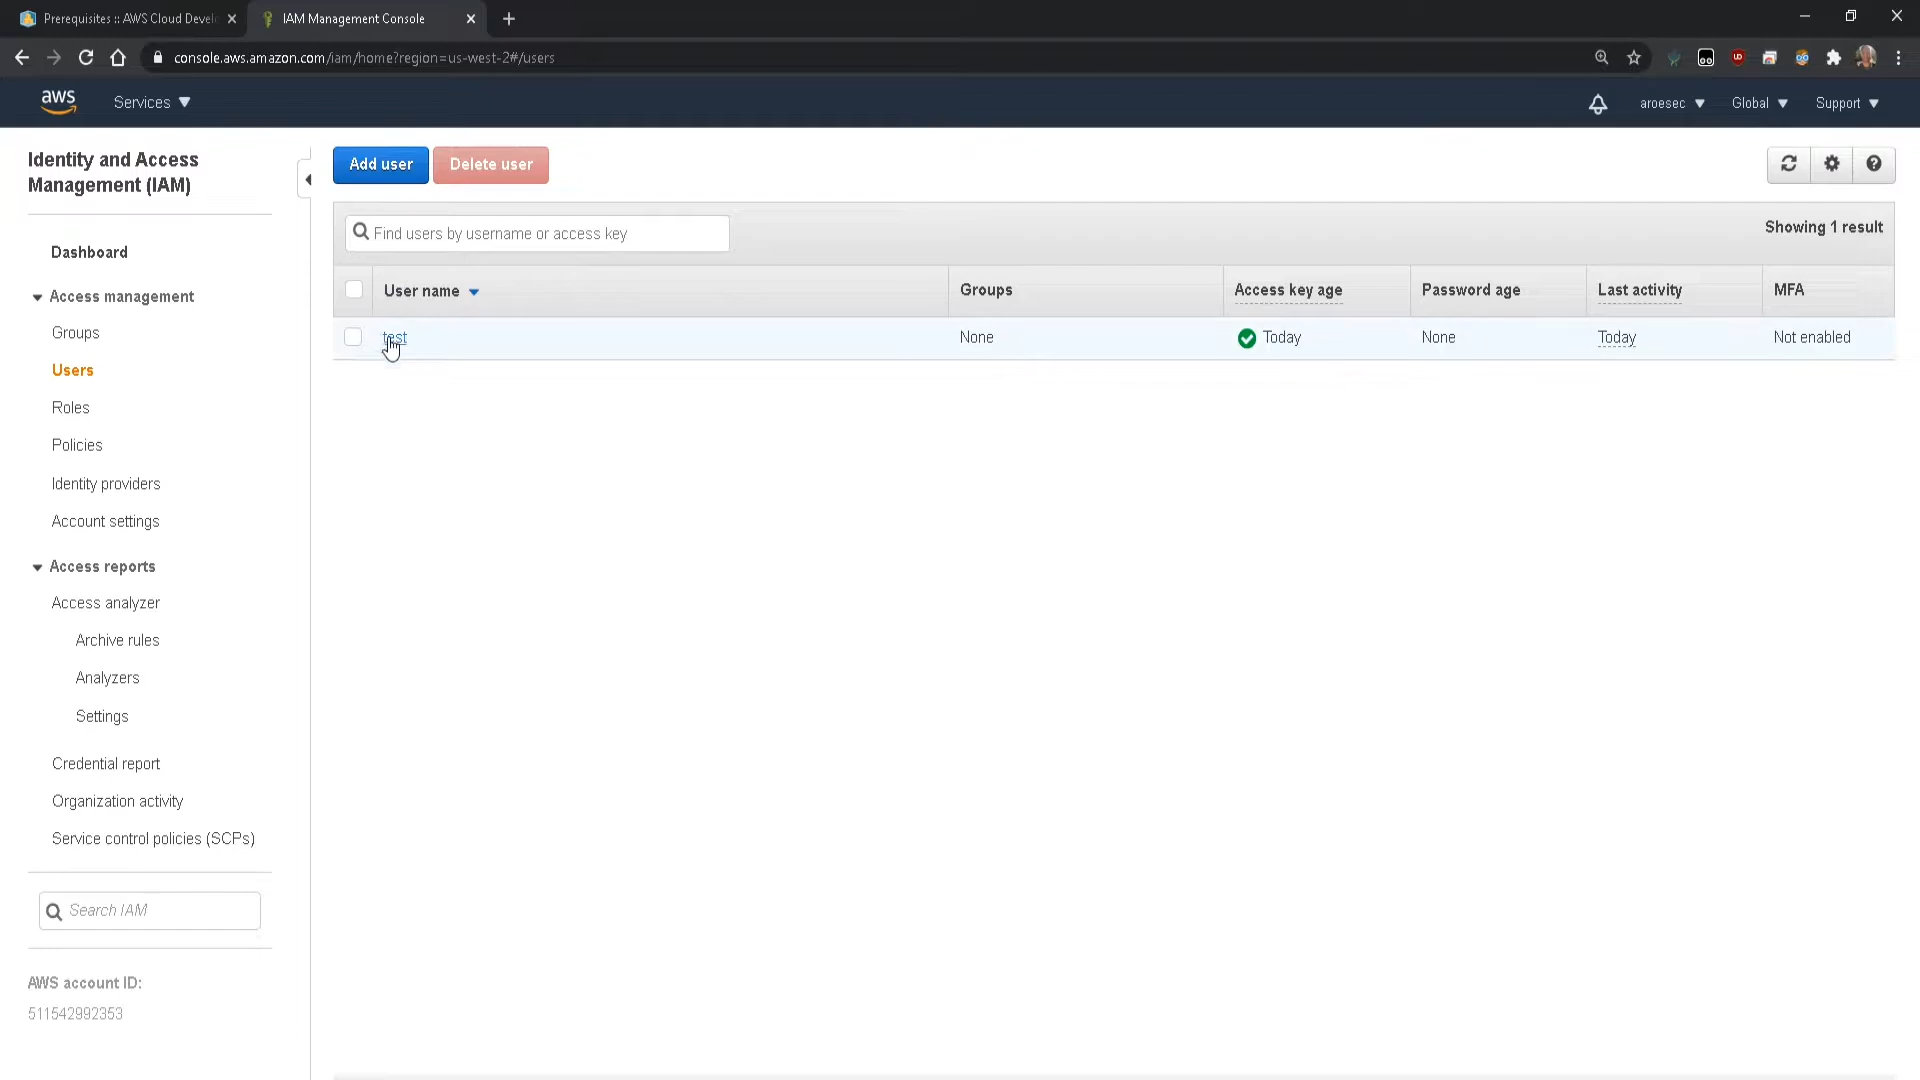 Prerequisites :: AWS Cloud Devel
IAM Management Console
console.aws.amazon.com/iam/home?region=us-west-2#/users
aws
Services
aroesec
Global
Support
Identity and Access
Management (IAM)
Dashboard
Access management
Groups
Users
Roles
Policies
Identity providers
Account settings
Access reports
Access analyzer
Archive rules
Analyzers
Settings
Credential report
Organization activity
Service control policies (SCPs)
Search IAM
AWS account ID:
511542992353
Add user
Delete user
Find users by username or access key
Showing 1 result
User name
Groups
Access key age
Password age
Last activity
MFA
test
None
Today
None
Today
Not enabled